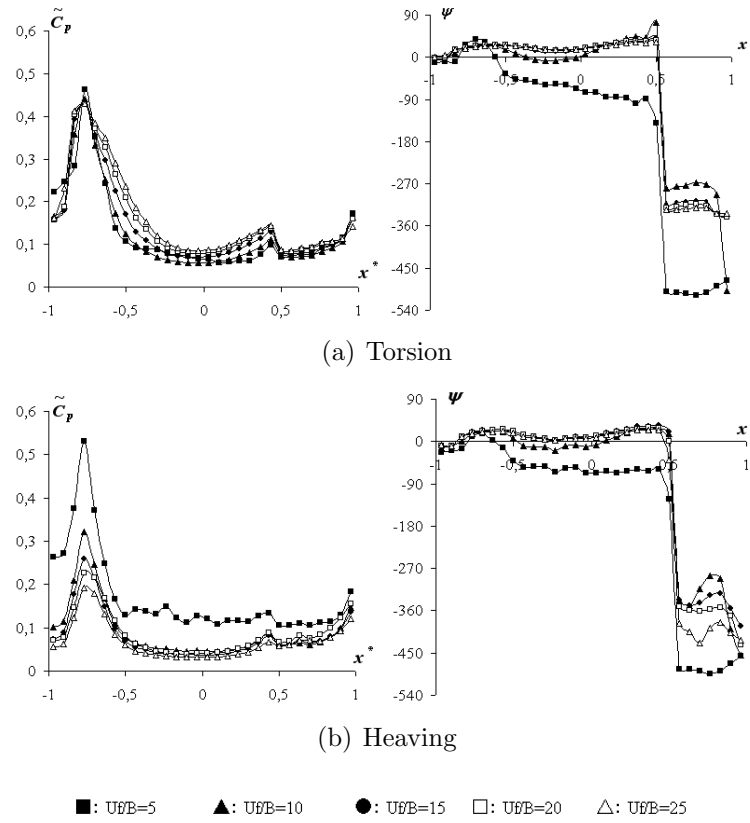 C̃p
ψ
0,6
0,5
0,4
0,3
0,2
0,1
0
-1 -0,5 0 0,5 1
x*
90
0
-90
-180
-270
-360
-450
-540
-1 -0,5 0 0,5 1
x
(a) Torsion
C̃p
ψ
0,6
0,5
0,4
0,3
0,2
0,1
0
-1 -0,5 0 0,5 1
x*
90
0
-90
-180
-270
-360
-450
-540
-1 -0,5 0 0,5 1
x
(b) Heaving
■: Uf/B=5 ▲: Uf/B=10 ●: Uf/B=15 □: Uf/B=20 △: Uf/B=25